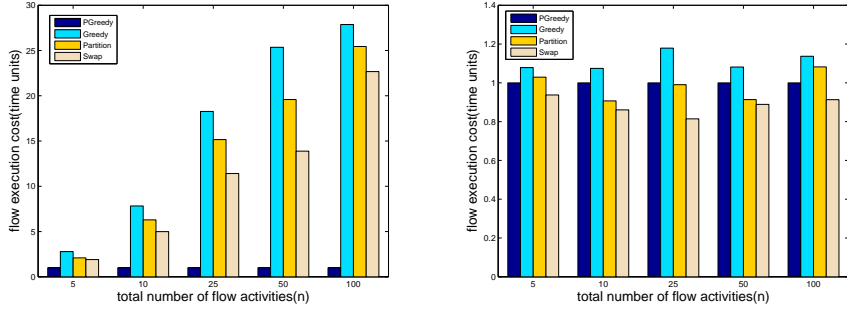 30
25
20
15
10
5
0
flow execution cost(time units)
PGreedy
Greedy
Partition
Swap
5 10 25 50 100
total number of flow activities(n)
1.4
1.2
1
0.8
0.6
0.4
0.2
0
flow execution cost(time units)
PGreedy
Greedy
Partition
Swap
5 10 25 50 100
total number of flow activities(n)